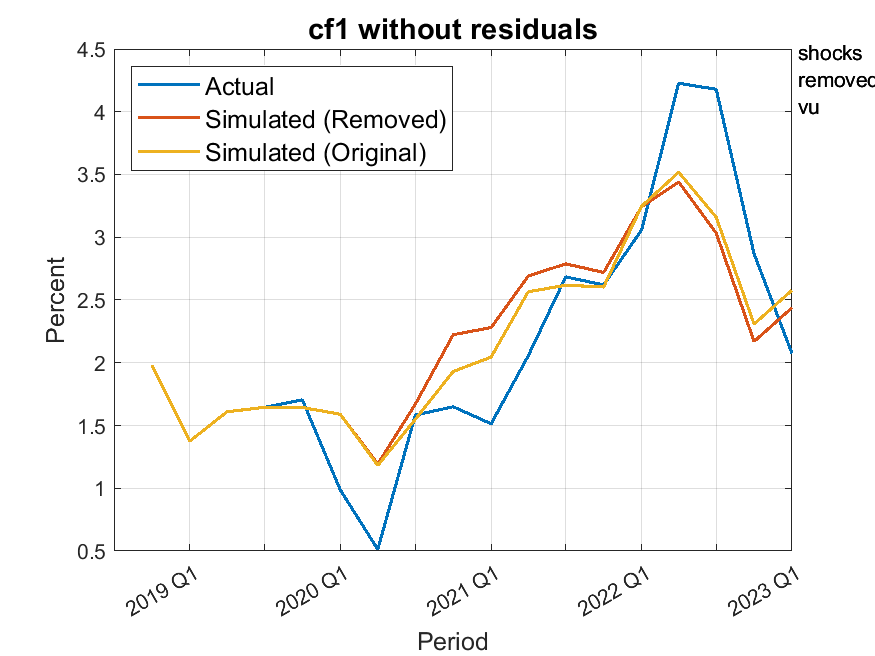 cf1 without residuals
4.5
4
3.5
3
2.5
2
1.5
1
0.5
Percent
Actual
Simulated (Removed)
Simulated (Original)
shocks
removed
vu
2019 Q1
2020 Q1
2021 Q1
2022 Q1
2023 Q1
Period